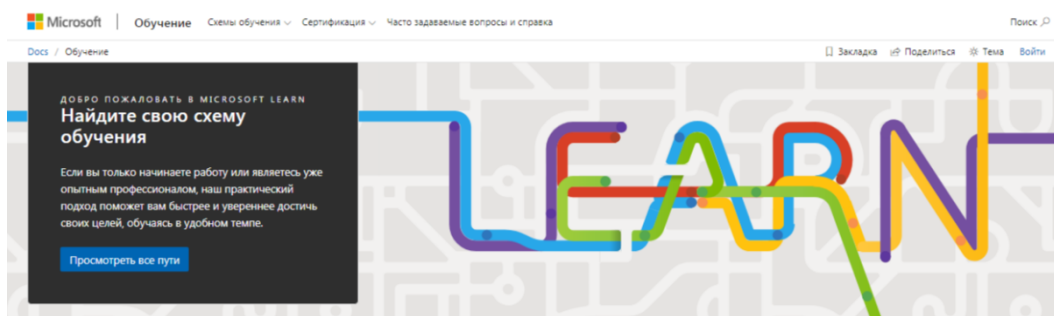 Microsoft | Обучение Схемы обучения Сертификация Часто задаваемые вопросы и справка Поиск
Docs / Обучение Закладка Поделиться Тема Войти
ДОБРО ПОЖАЛОВАТЬ В MICROSOFT LEARN
Найдите свою схему
обучения
Если вы только начинаете работу или являетесь уже
опытным профессионалом, наш практический
подход поможет вам быстрее и увереннее достичь
своих целей, обучаясь в удобном темпе.
Просмотреть все пути
LEARN